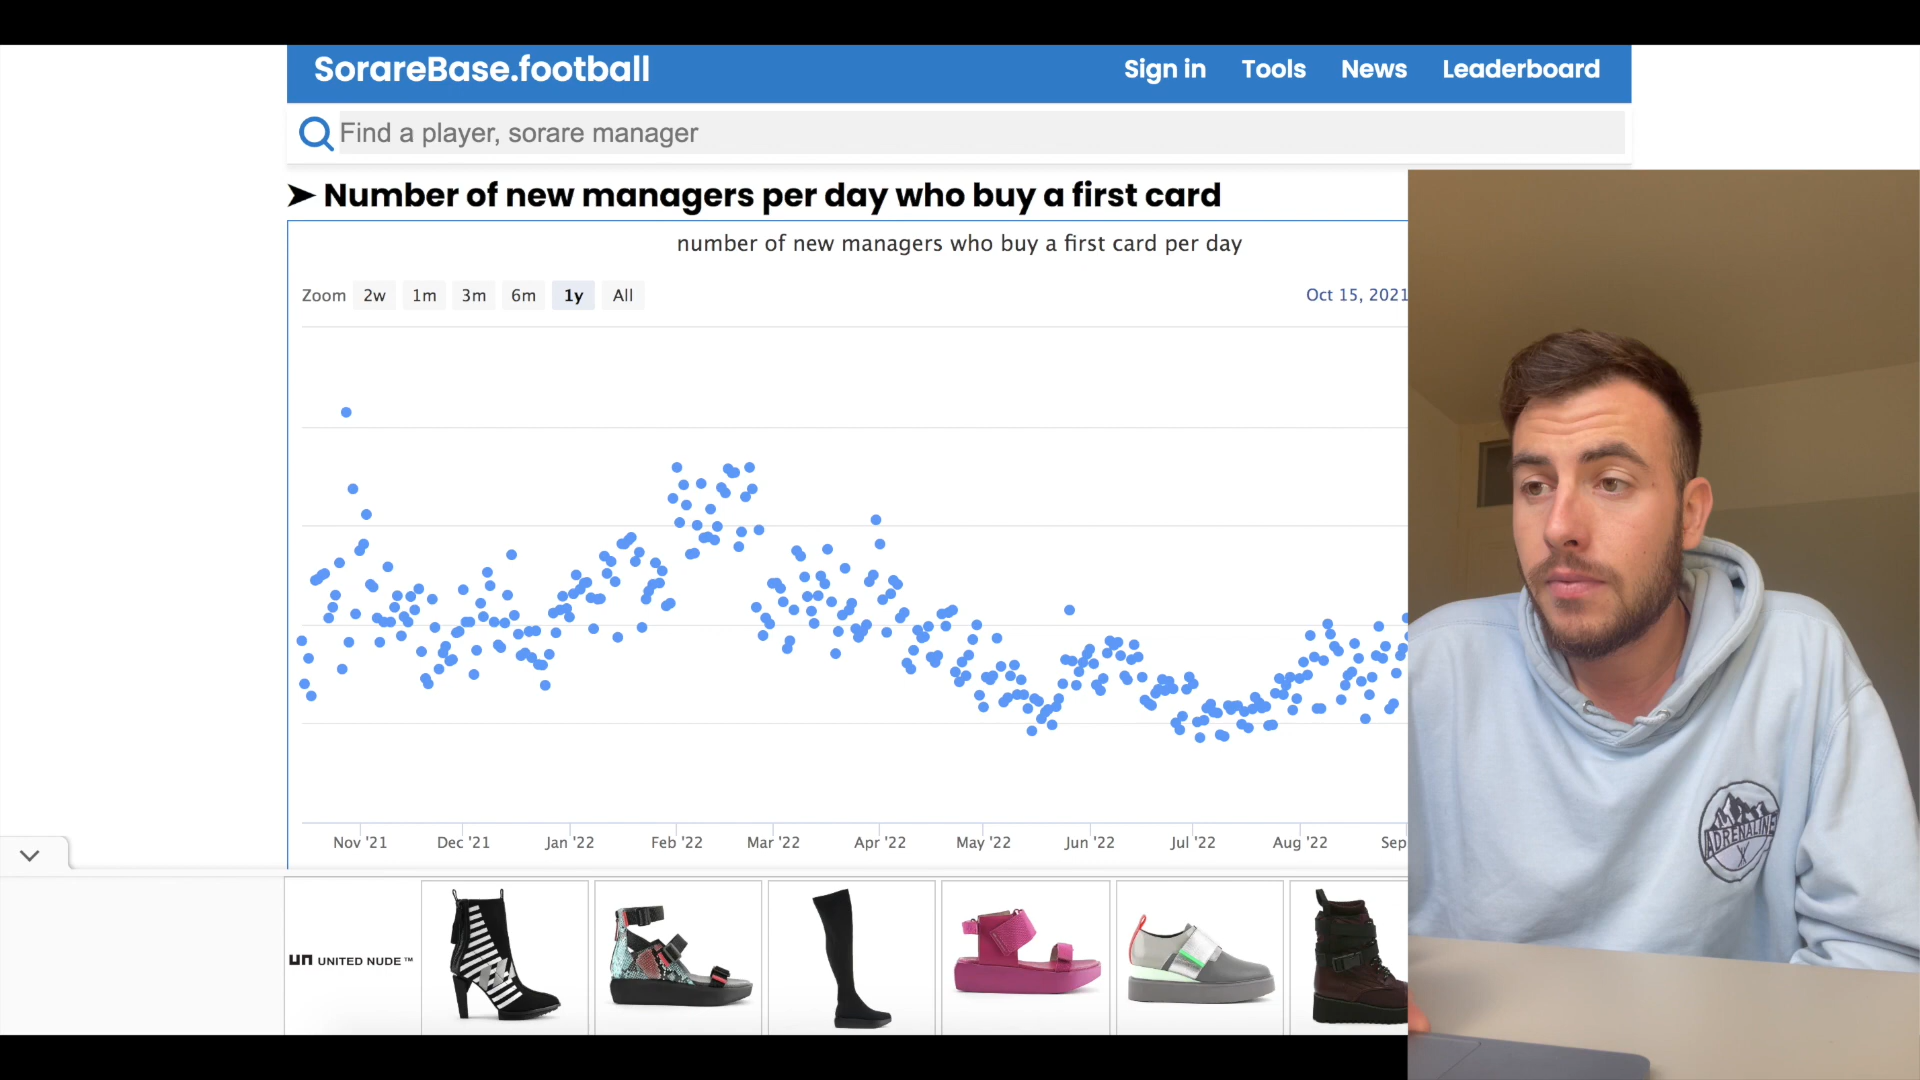 SorareBase.football
Sign in Tools News Leaderboard
Find a player, sorare manager
➤ Number of new managers per day who buy a first card
number of new managers who buy a first card per day
Zoom 2w 1m 3m 6m 1y All
Oct 15, 2021
Nov '21 Dec '21 Jan '22 Feb '22 Mar '22 Apr '22 May '22 Jun '22 Jul '22 Aug '22 Sep
ADRENALINE
un UNITED NUDE™